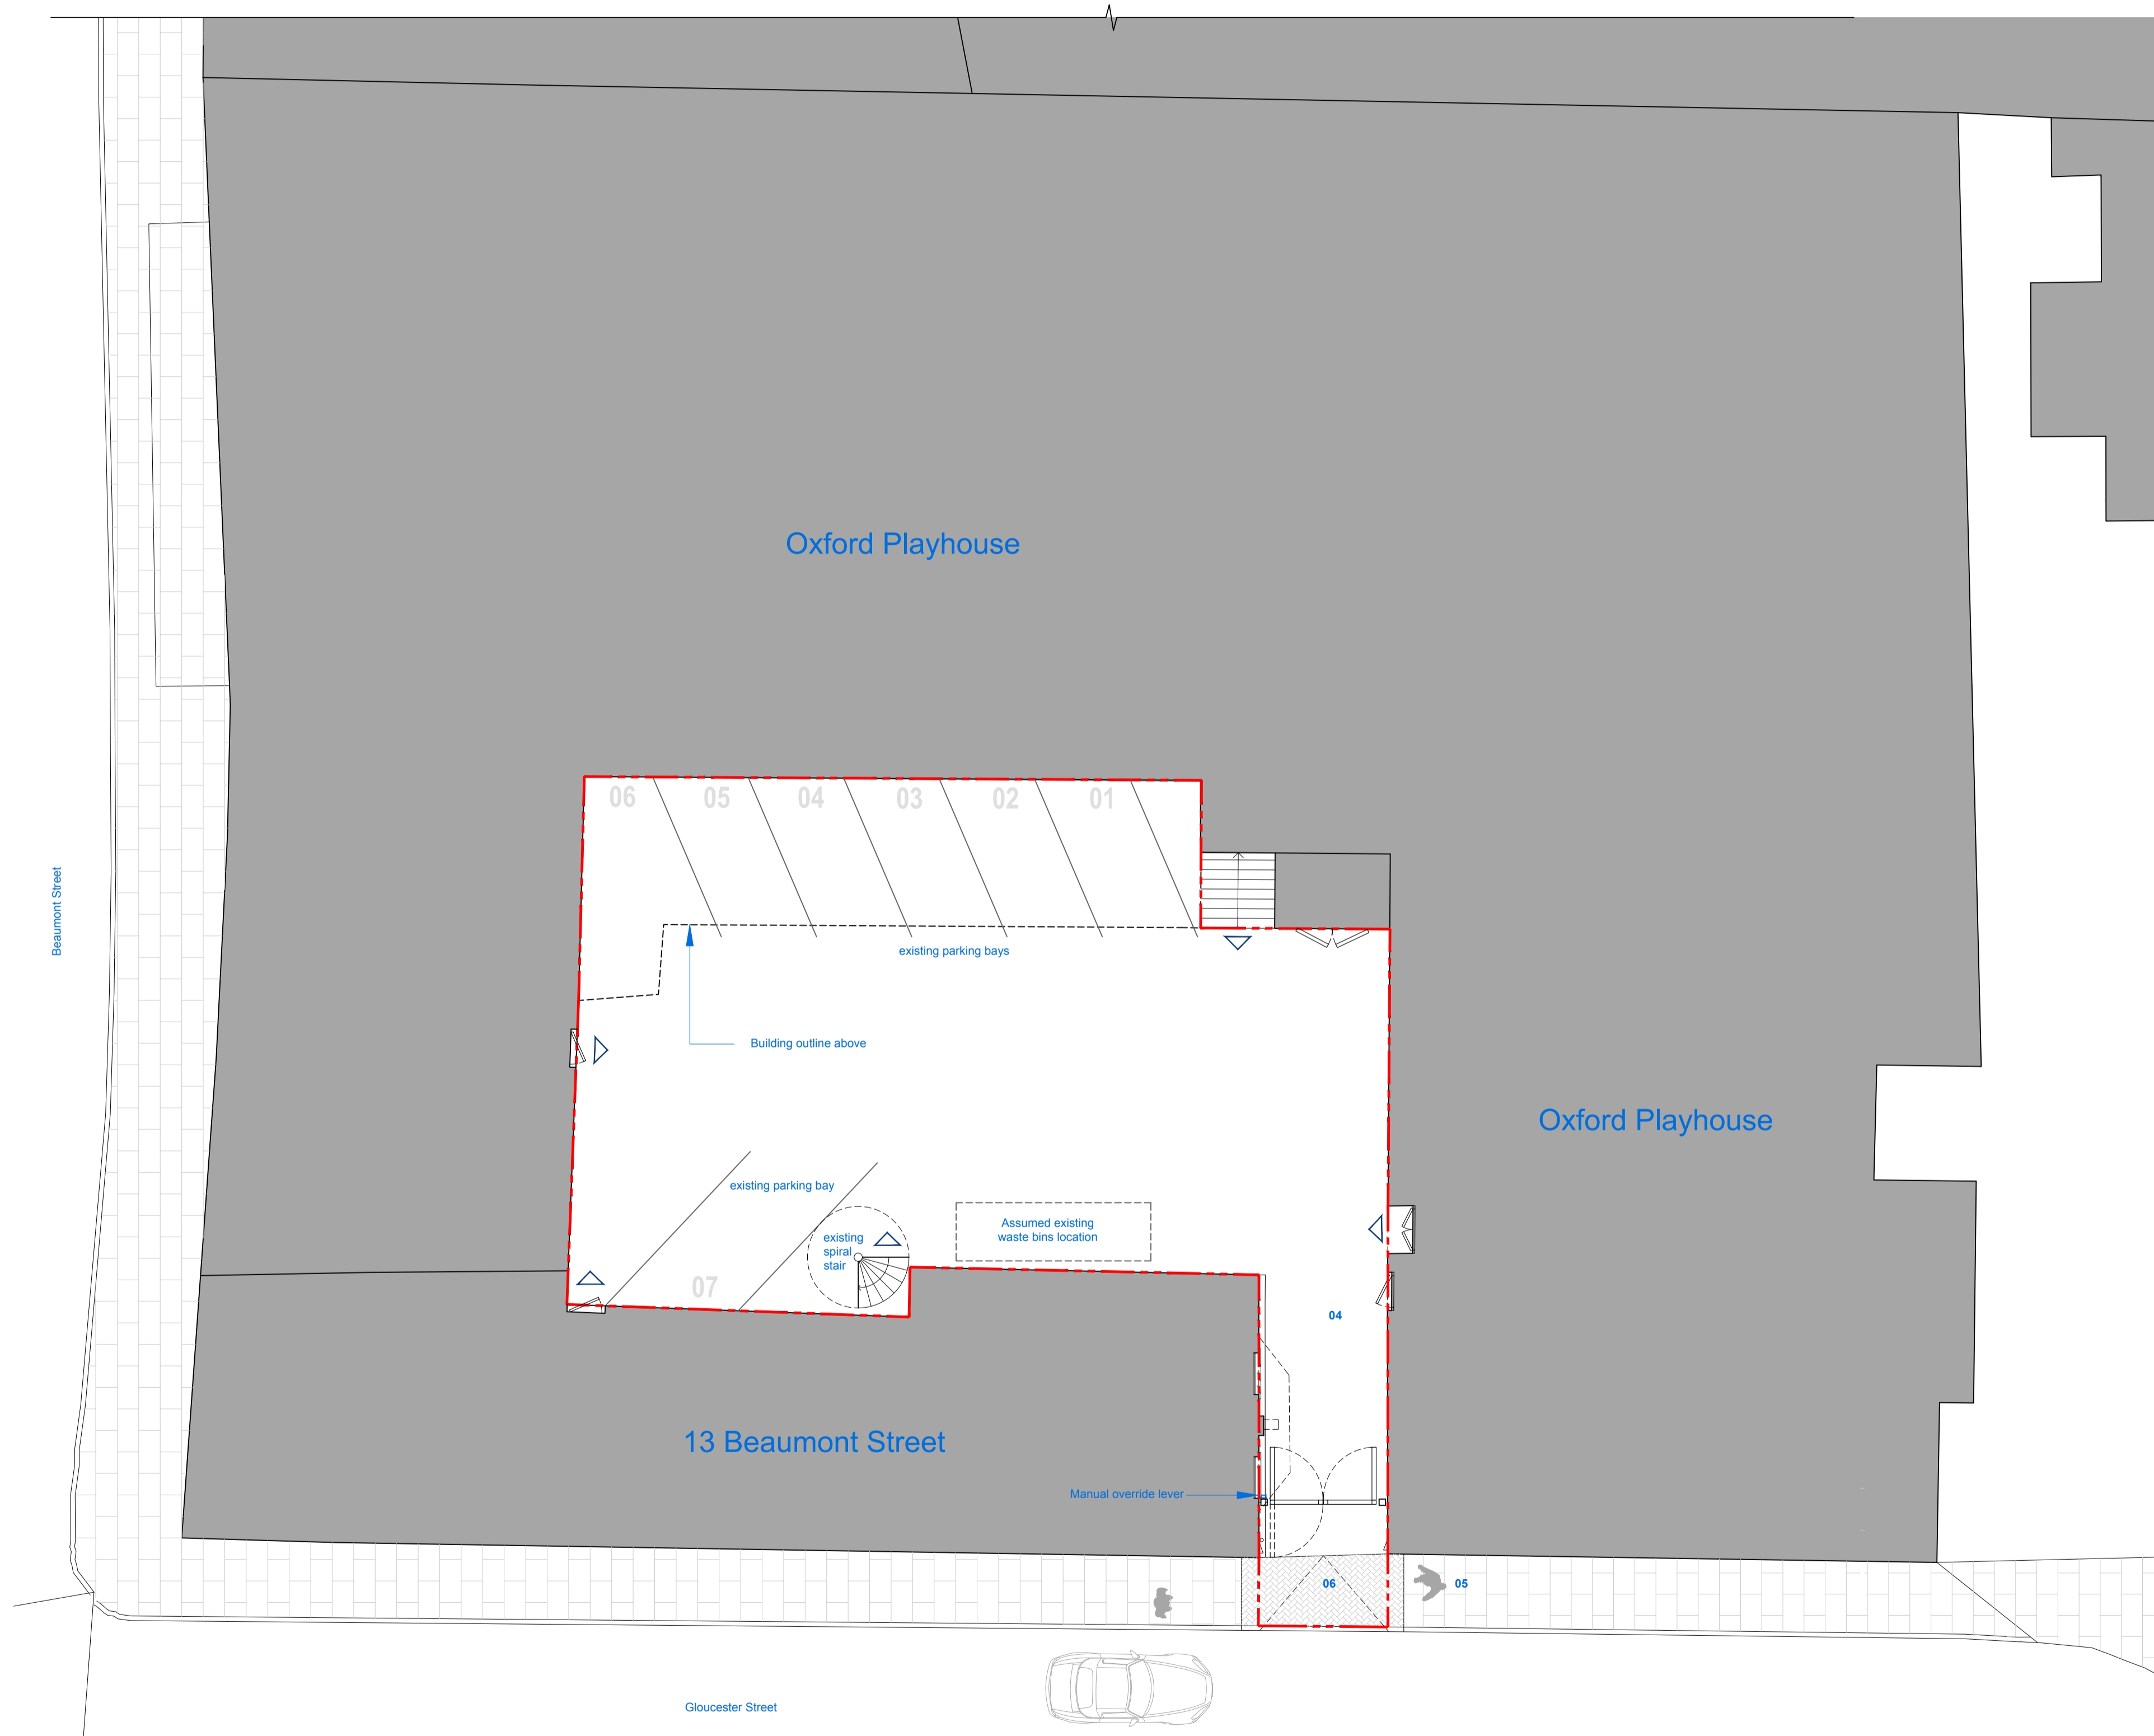 Oxford Playhouse
06
05
04
03
02
01
existing parking bays
Beaumont Street
Building outline above
Oxford Playhouse
existing parking bay
Assumed existing
waste bins location
existing
spiral
stair
07
04
13 Beaumont Street
Manual override lever
06
05
Gloucester Street